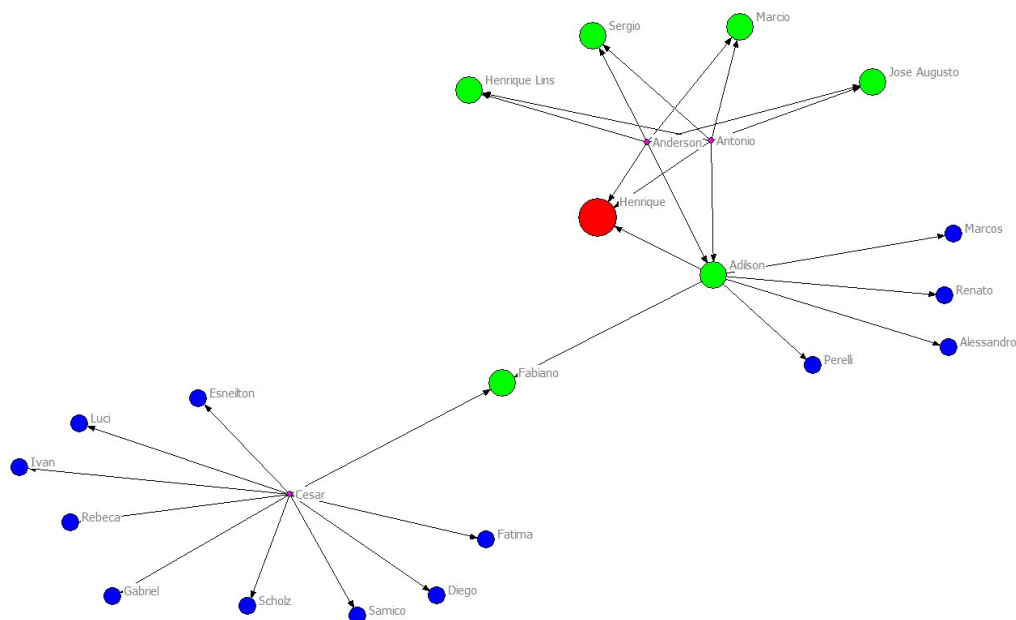 Marcio
Sergio
Jose Augusto
Henrique Lins
Anderson
Antonio
Henrique
Marcos
Adilson
Renato
Alessandro
Perelli
Fabiano
Esneilton
Luci
Ivan
Cesar
Rebeca
Fatima
Gabriel
Diego
Scholz
Samico